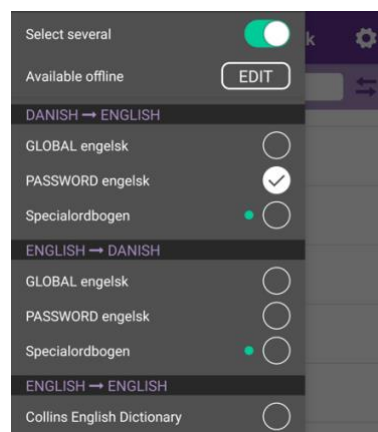 Select several
k
Available offline EDIT
DANISH → ENGLISH
GLOBAL engelsk
PASSWORD engelsk
Specialordbogen
ENGLISH → DANISH
GLOBAL engelsk
PASSWORD engelsk
Specialordbogen
ENGLISH → ENGLISH
Collins English Dictionary